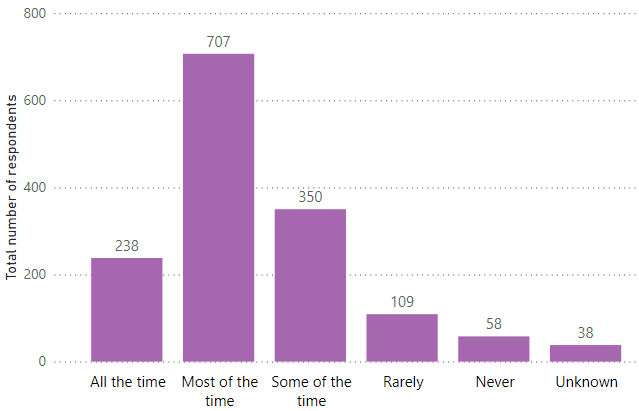 Total number of respondents
800
600
400
200
0
238
707
350
109
58
38
All the time
Most of the
time
Some of the
time
Rarely
Never
Unknown